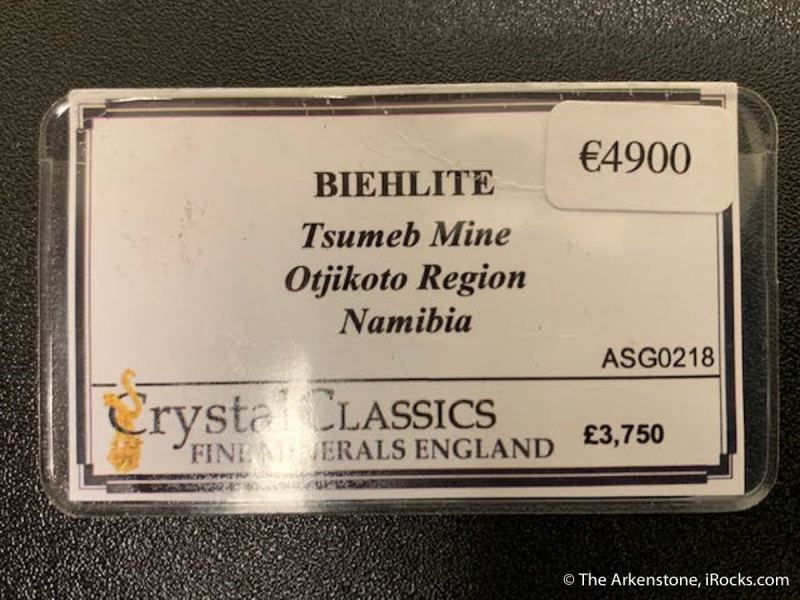 €4900
BIEHLITE
Tsumeb Mine
Otjikoto Region
Namibia
ASG0218
Crystal CLASSICS
FINE MINERALS ENGLAND
£3,750
© The Arkenstone, iRocks.com